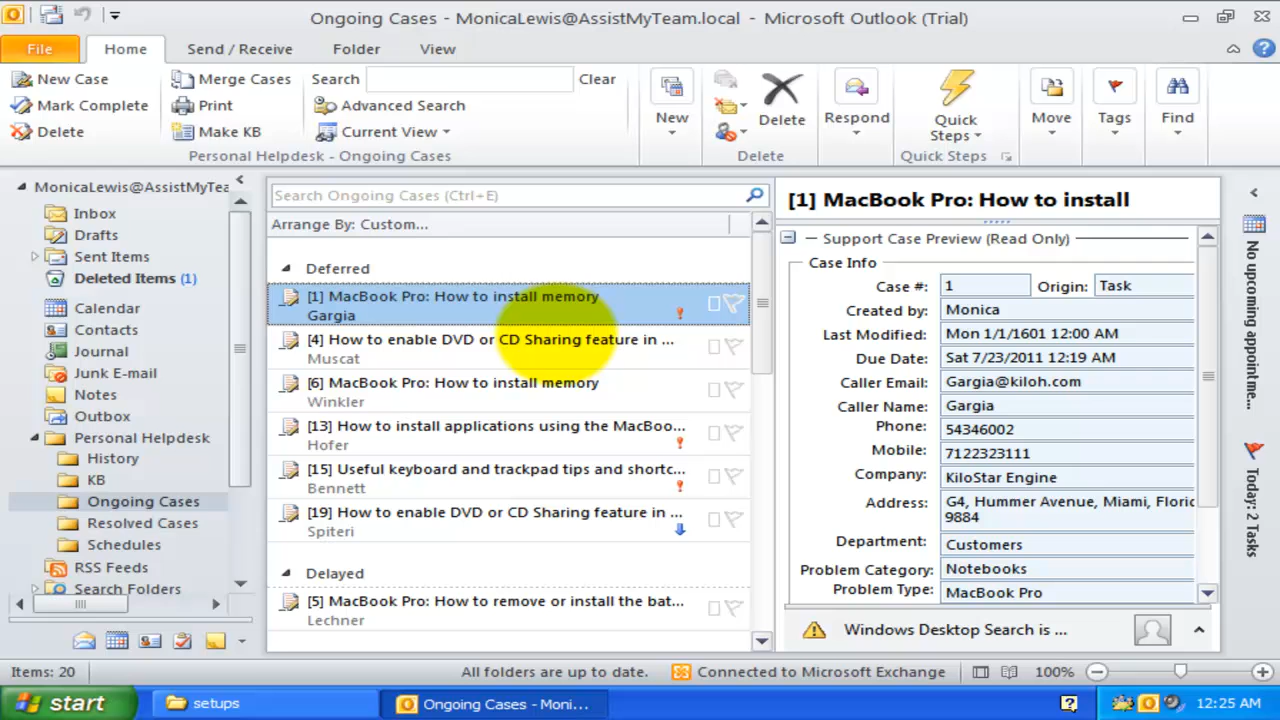 Ongoing Cases - MonicaLewis@AssistMyTeam.local - Microsoft Outlook (Trial)
File
Home
Send / Receive
Folder
View
New Case
Mark Complete
Delete
Merge Cases
Print
Make KB
Search
Clear
Advanced Search
Current View
Personal Helpdesk - Ongoing Cases
New
Delete
Delete
Respond
Quick
Steps
Quick Steps
Move
Tags
Find
MonicaLewis@AssistMyTea
Inbox
Drafts
Sent Items
Deleted Items (1)
Calendar
Contacts
Journal
Junk E-mail
Notes
Outbox
Personal Helpdesk
History
KB
Ongoing Cases
Resolved Cases
Schedules
RSS Feeds
Search Folders
Search Ongoing Cases (Ctrl+E)
Arrange By: Custom...
Deferred
[1] MacBook Pro: How to install memory
Gargia
[4] How to enable DVD or CD Sharing feature in ...
Muscat
[6] MacBook Pro: How to install memory
Winkler
[13] How to install applications using the MacBoo...
Hofer
[15] Useful keyboard and trackpad tips and shortc...
Bennett
[19] How to enable DVD or CD Sharing feature in ...
Spiteri
Delayed
[5] MacBook Pro: How to remove or install the bat...
Lechner
[1] MacBook Pro: How to install
Support Case Preview (Read Only)
Case Info
Case #: 1 Origin: Task
Created by: Monica
Last Modified: Mon 1/1/1601 12:00 AM
Due Date: Sat 7/23/2011 12:19 AM
Caller Email: Gargia@kiloh.com
Caller Name: Gargia
Phone: 54346002
Mobile: 7122323111
Company: KiloStar Engine
Address: G4, Hummer Avenue, Miami, Floric
9884
Department: Customers
Problem Category: Notebooks
Problem Type: MacBook Pro
Windows Desktop Search is ...
No upcoming appointme...
Today: 2 Tasks
Items: 20
All folders are up to date.
Connected to Microsoft Exchange
100%
start
setups
Ongoing Cases - Moni...
12:25 AM